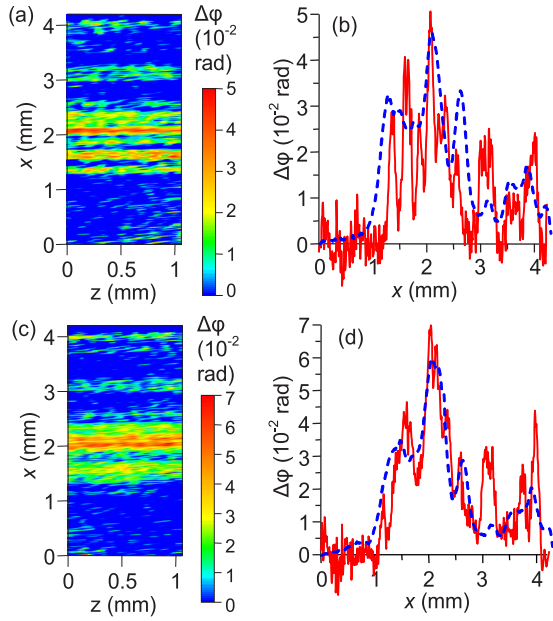 (a)
Δφ
(10⁻²
rad)
5
4
3
2
1
0
x (mm)
4
3
2
1
0
0 0.5 1
z (mm)
(b)
Δφ (10⁻² rad)
5
4
3
2
1
0
0 1 2 3 4
x (mm)
(c)
Δφ
(10⁻²
rad)
7
6
5
4
3
2
1
0
x (mm)
4
3
2
1
0
0 0.5 1
z (mm)
(d)
Δφ (10⁻² rad)
7
6
5
4
3
2
1
0
0 1 2 3 4
x (mm)